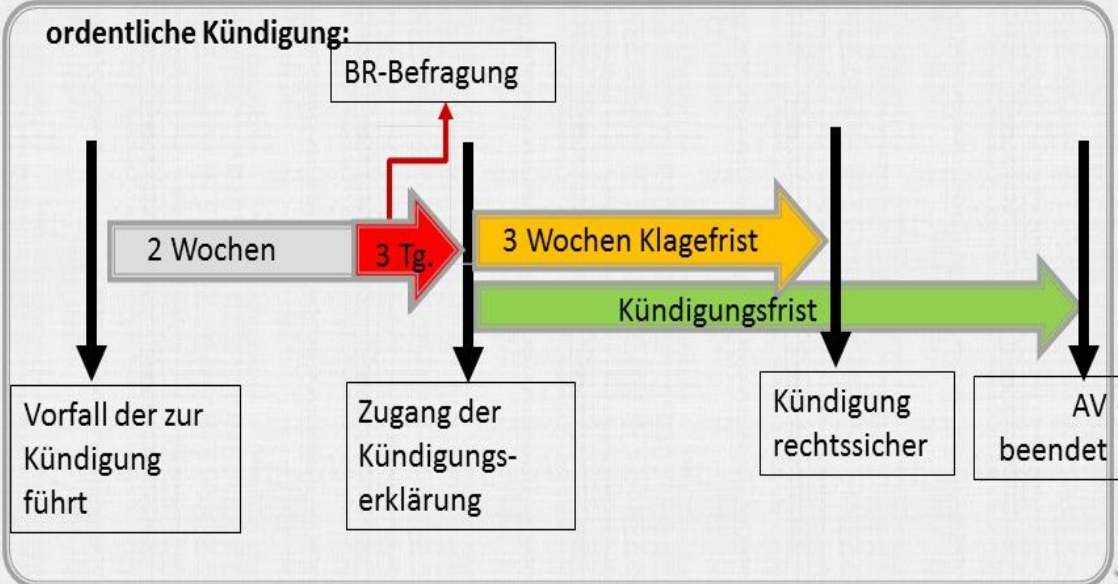 ordentliche Kündigung:
BR-Befragung
2 Wochen
3 Tg.
3 Wochen Klagefrist
Kündigungsfrist
Vorfall der zur
Kündigung
führt
Zugang der
Kündigungs-
erklärung
Kündigung
rechtssicher
AV
beendet